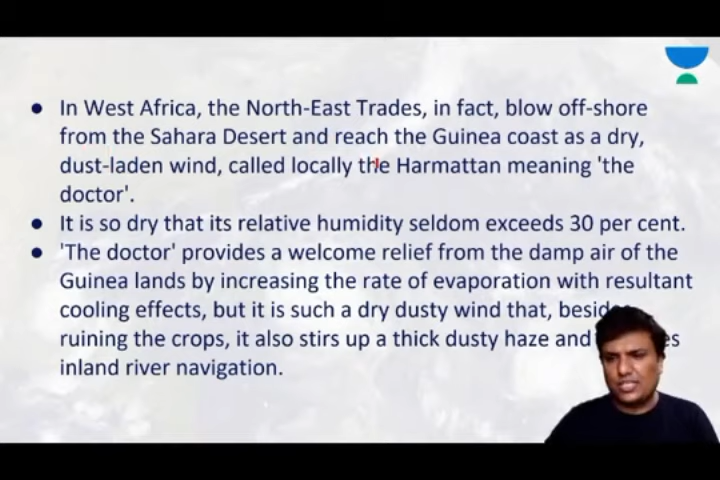 ● In West Africa, the North-East Trades, in fact, blow off-shore
from the Sahara Desert and reach the Guinea coast as a dry,
dust-laden wind, called locally the Harmattan meaning 'the
doctor'.
● It is so dry that its relative humidity seldom exceeds 30 per cent.
● 'The doctor' provides a welcome relief from the damp air of the
Guinea lands by increasing the rate of evaporation with resultant
cooling effects, but it is such a dry dusty wind that,
ruining the crops, it also stirs up a thick dusty haze and
inland river navigation.